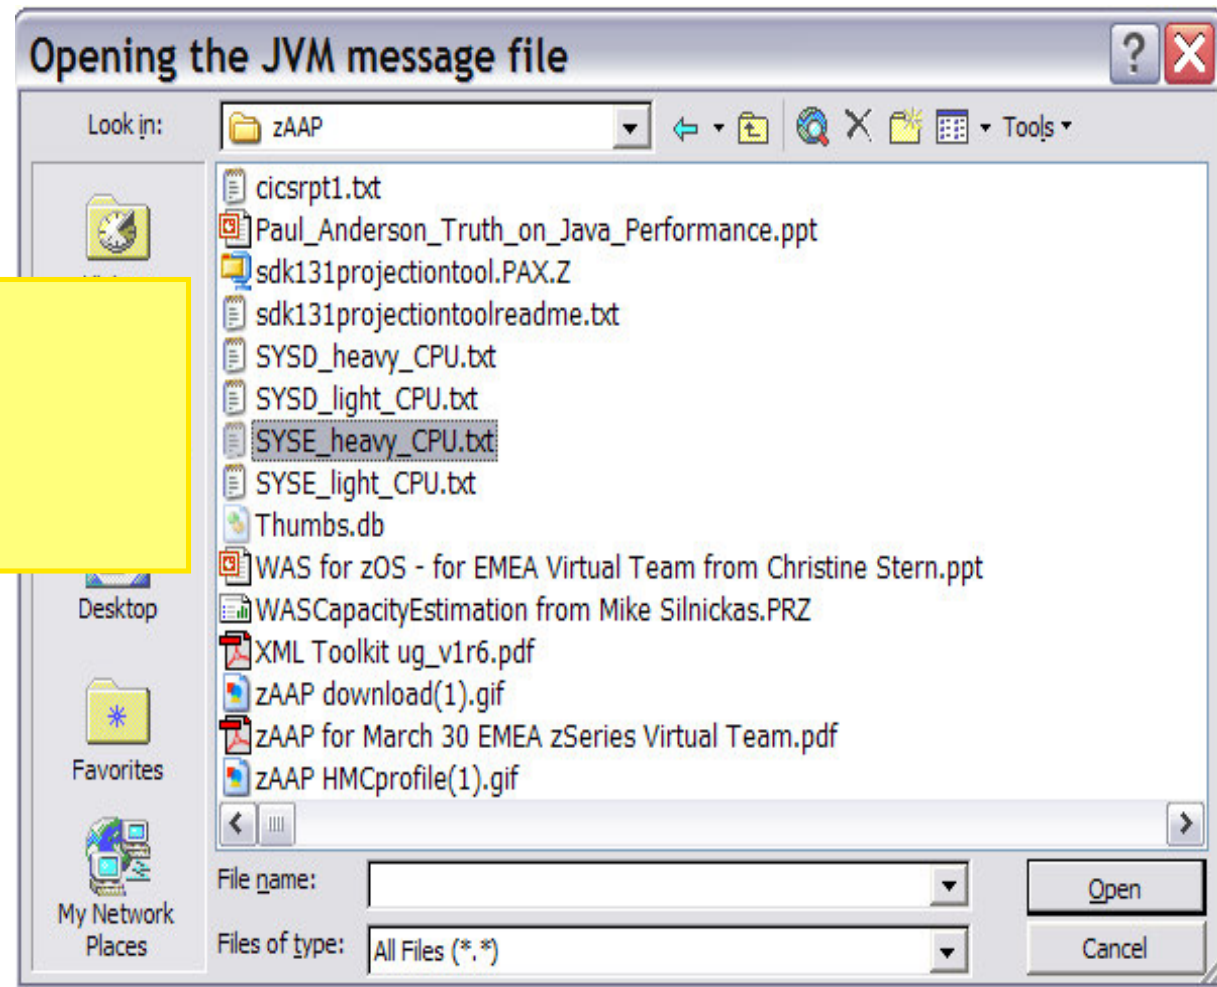 Opening the JVM message file
Look in:
zAAP
Tools
cicsrpt1.txt
Paul_Anderson_Truth_on_Java_Performance.ppt
sdk131projectiontool.PAX.Z
sdk131projectiontoolreadme.txt
SYSD_heavy_CPU.txt
SYSD_light_CPU.txt
SYSE_heavy_CPU.txt
SYSE_light_CPU.txt
Thumbs.db
WAS for zOS - for EMEA Virtual Team from Christine Stern.ppt
WASCapacityEstimation from Mike Silnickas.PRZ
XML Toolkit ug_v1r6.pdf
zAAP download(1).gif
zAAP for March 30 EMEA zSeries Virtual Team.pdf
zAAP HMCprofile(1).gif
Desktop
Favorites
My Network
Places
File name:
Open
Files of type:
All Files (*.*)
Cancel